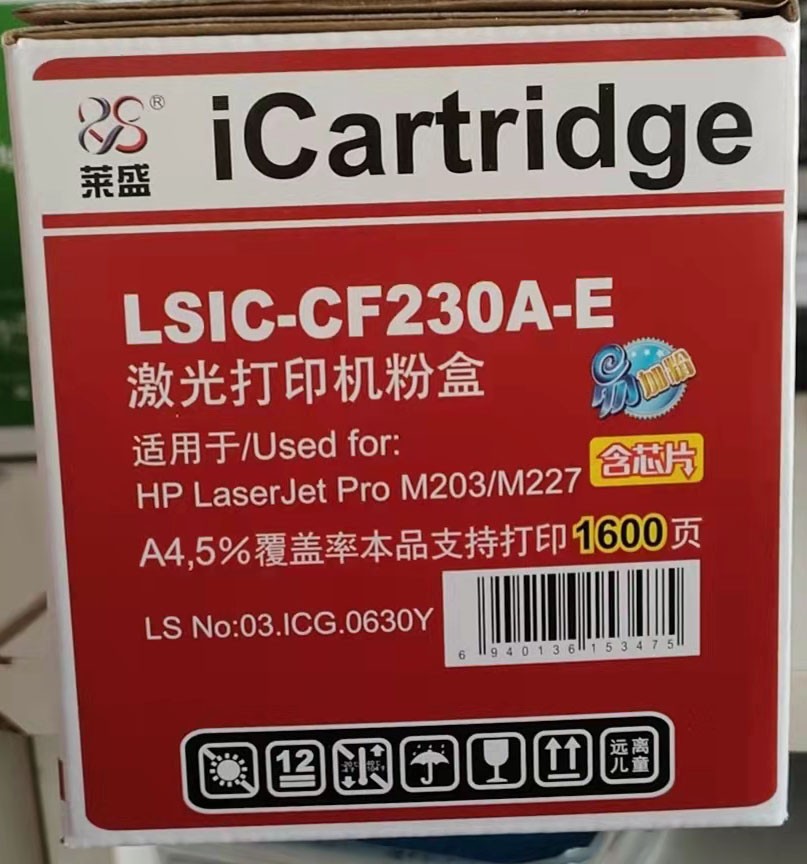 ®
莱盛
iCartridge
LSIC-CF230A-E
激光打印机粉盒
易加粉
适用于/Used for:
含芯片
HP LaserJet Pro M203/M227
A4,5%覆盖率本品支持打印1600页
LS No:03.ICG.0630Y
6 940136 153475
12
远离
儿童